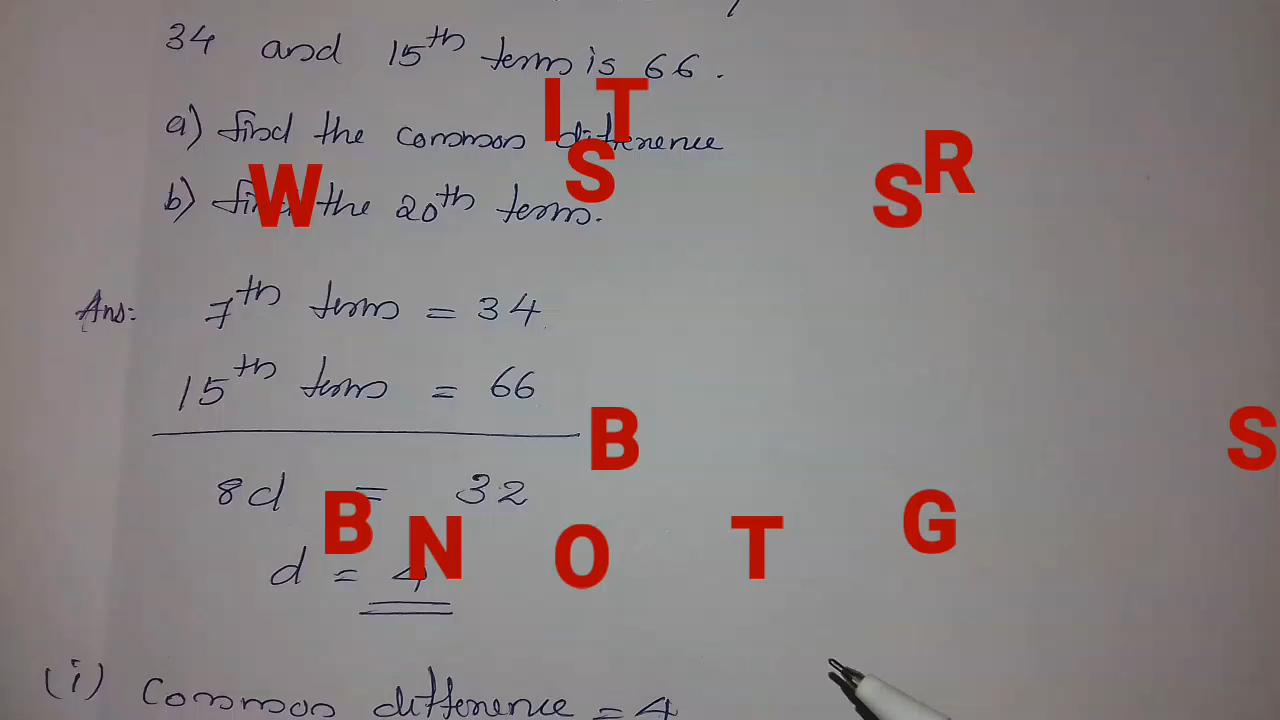 34 and 15th term is 66.
I T
a) find the common difference
W S S R
b) find the 20th term.
Ans: 7th term = 34
15th term = 66
B S
8d = 32
B N O T G
d = 4
(i) Common difference = 4